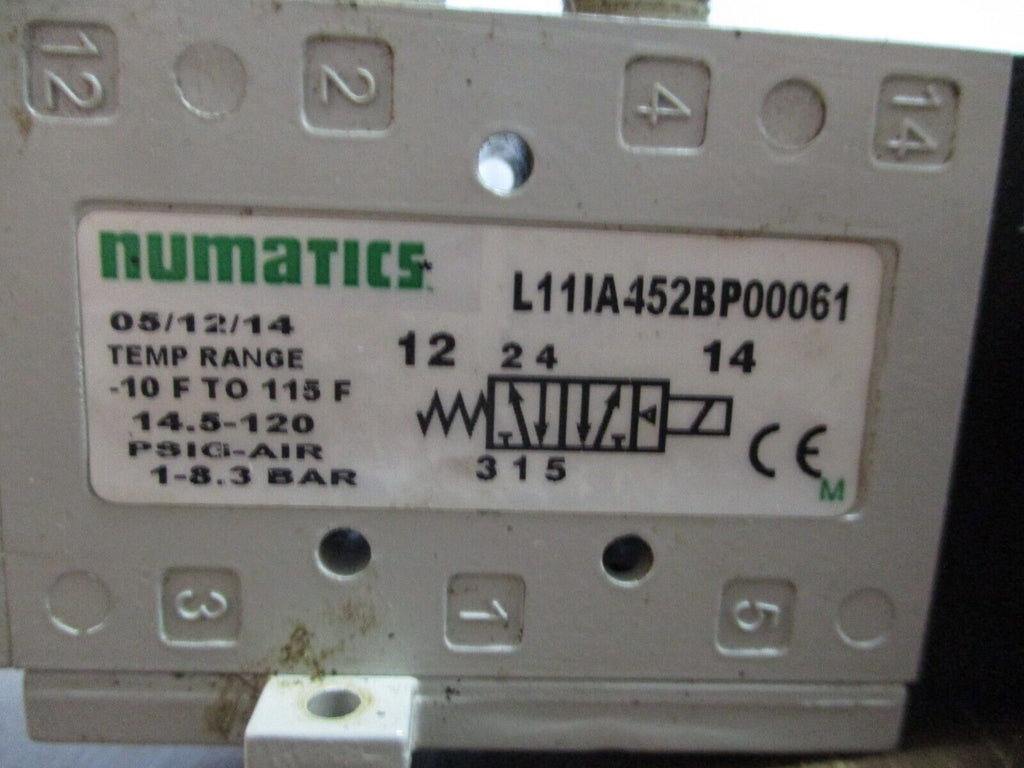 12 2 4 14
numatics
L11IA452BP00061
05/12/14
TEMP RANGE
-10 F TO 115 F
14.5-120
PSIG-AIR
1-8.3 BAR
12 2 4 14
3 1 5
CE
M
3 1 5